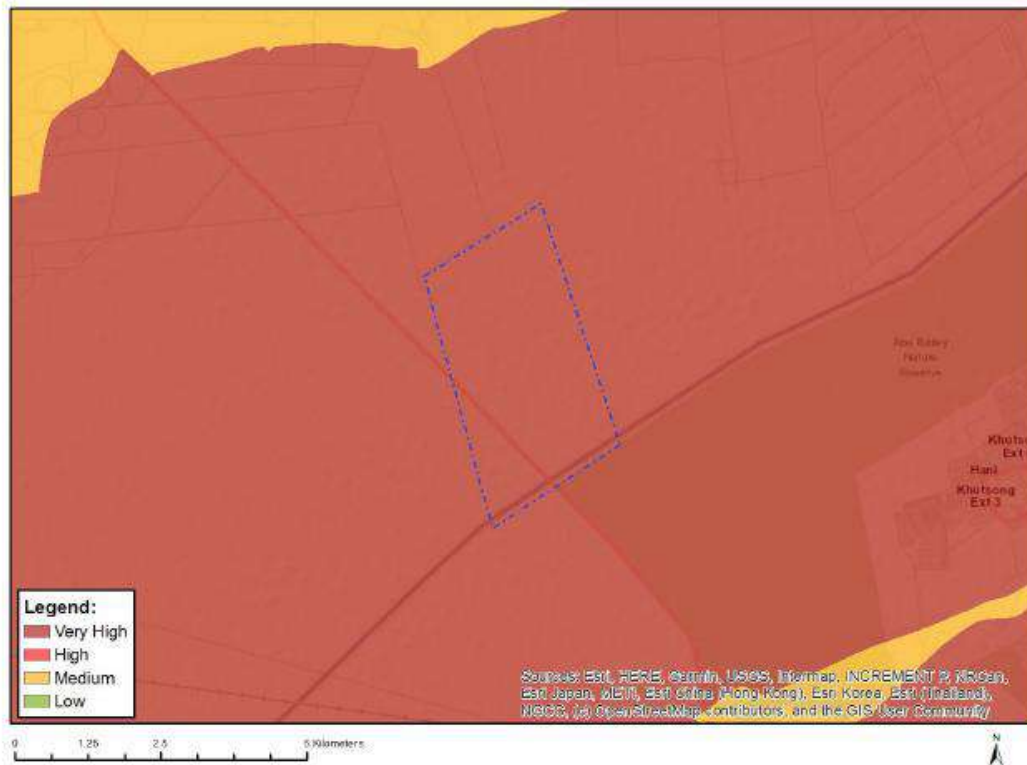 Nature
Reserve
Khutsong
Hani
Khutsong
Ext 3
Legend:
Very High
High
Medium
Low
Sources: Esri, HERE, Garmin, USGS, Intermap, INCREMENT P, NRCan,
Esri Japan, METI, Esri China (Hong Kong), Esri Korea, Esri (Thailand),
NGCC, (c) OpenStreetMap contributors, and the GIS User Community
0 1.25 2.5 5 Kilometers
N